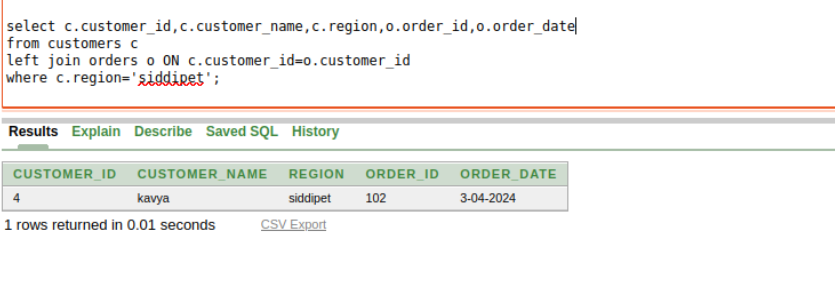 select c.customer_id,c.customer_name,c.region,o.order_id,o.order_date
from customers c
left join orders o ON c.customer_id=o.customer_id
where c.region='siddipet';
Results Explain Describe Saved SQL History
CUSTOMER_ID CUSTOMER_NAME REGION ORDER_ID ORDER_DATE
4 kavya siddipet 102 3-04-2024
1 rows returned in 0.01 seconds CSV Export